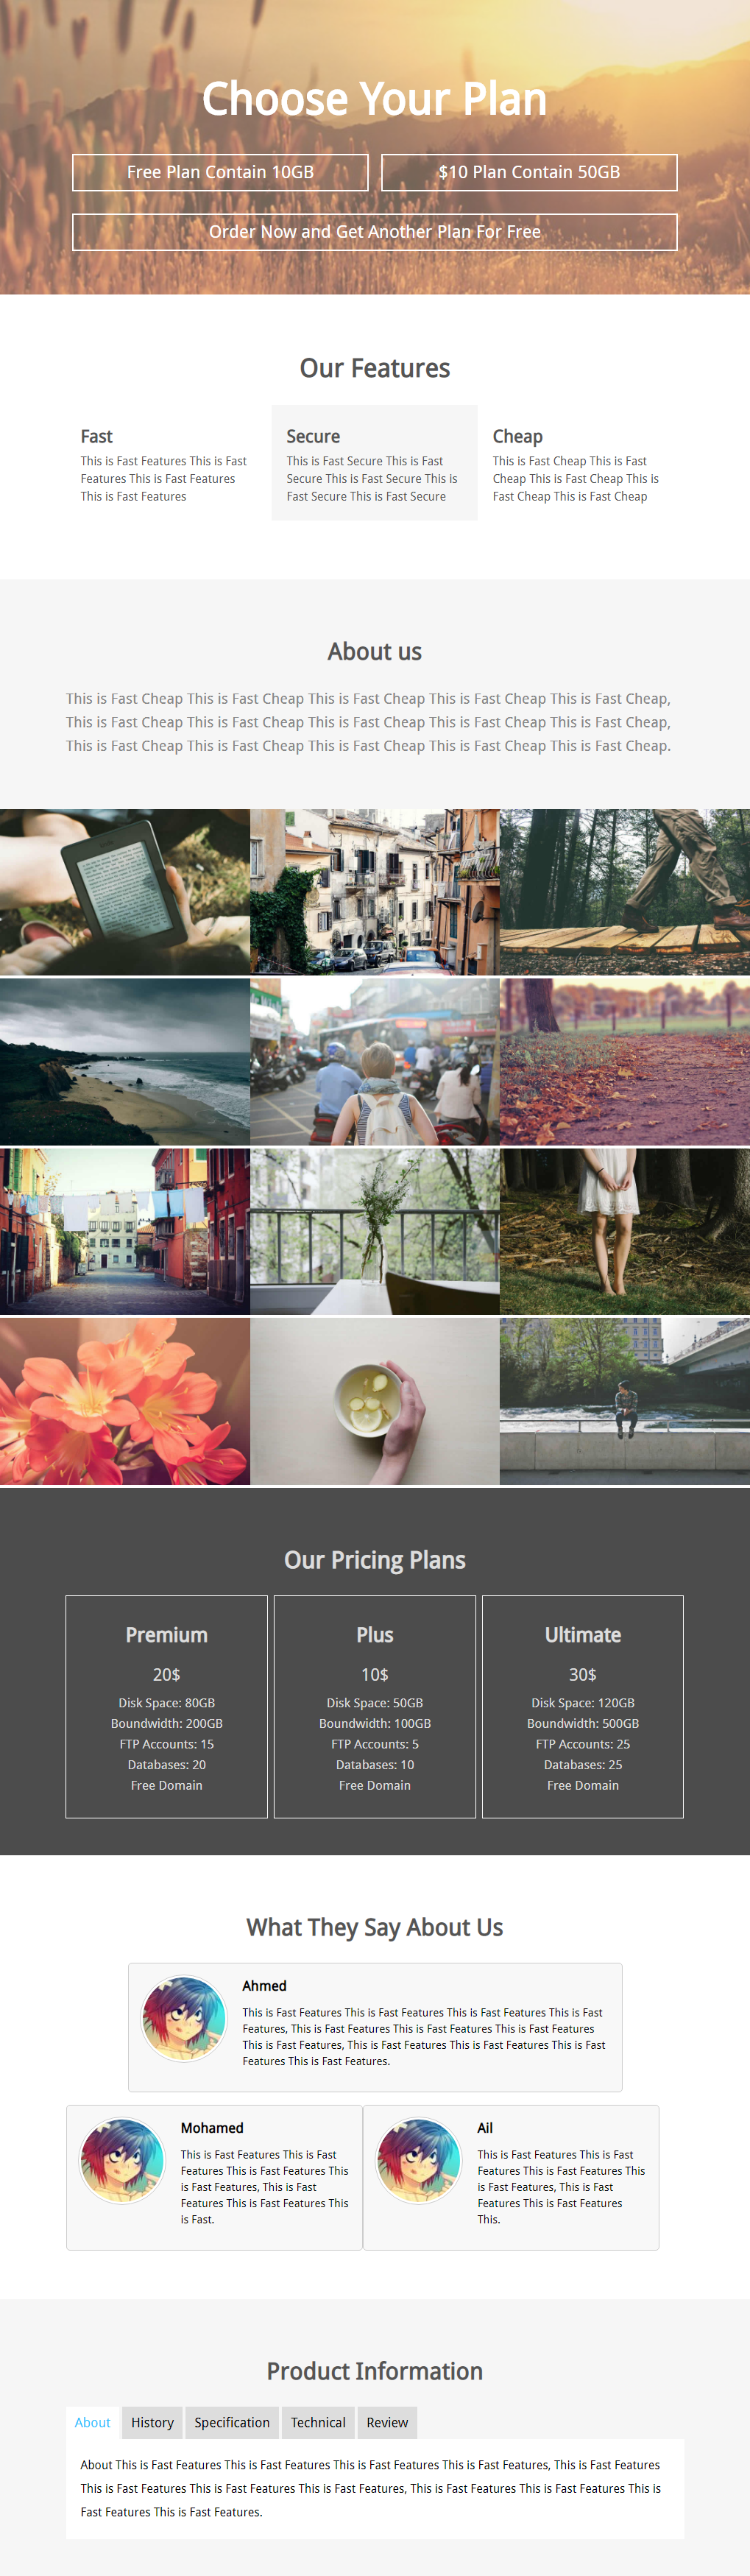 Choose Your Plan
Free Plan Contain 10GB
$10 Plan Contain 50GB
Order Now and Get Another Plan For Free
Our Features
Fast
This is Fast Features This is Fast
Features This is Fast Features
This is Fast Features
Secure
This is Fast Secure This is Fast
Secure This is Fast Secure This is
Fast Secure This is Fast Secure
Cheap
This is Fast Cheap This is Fast
Cheap This is Fast Cheap This is
Fast Cheap This is Fast Cheap
About us
This is Fast Cheap This is Fast Cheap This is Fast Cheap This is Fast Cheap This is Fast Cheap,
This is Fast Cheap This is Fast Cheap This is Fast Cheap This is Fast Cheap This is Fast Cheap,
This is Fast Cheap This is Fast Cheap This is Fast Cheap This is Fast Cheap This is Fast Cheap.
Our Pricing Plans
Premium
20$
Disk Space: 80GB
Boundwidth: 200GB
FTP Accounts: 15
Databases: 20
Free Domain
Plus
10$
Disk Space: 50GB
Boundwidth: 100GB
FTP Accounts: 5
Databases: 10
Free Domain
Ultimate
30$
Disk Space: 120GB
Boundwidth: 500GB
FTP Accounts: 25
Databases: 25
Free Domain
What They Say About Us
Ahmed
This is Fast Features This is Fast Features This is Fast Features This is Fast
Features, This is Fast Features This is Fast Features This is Fast Features
This is Fast Features, This is Fast Features This is Fast Features This is Fast
Features This is Fast Features.
Mohamed
This is Fast Features This is Fast
Features This is Fast Features This
is Fast Features, This is Fast
Features This is Fast Features This
is Fast.
Ail
This is Fast Features This is Fast
Features This is Fast Features This
is Fast Features, This is Fast
Features This is Fast Features
This.
Product Information
About
History
Specification
Technical
Review
About This is Fast Features This is Fast Features This is Fast Features This is Fast Features, This is Fast Features
This is Fast Features This is Fast Features This is Fast Features, This is Fast Features This is Fast Features This is
Fast Features This is Fast Features.